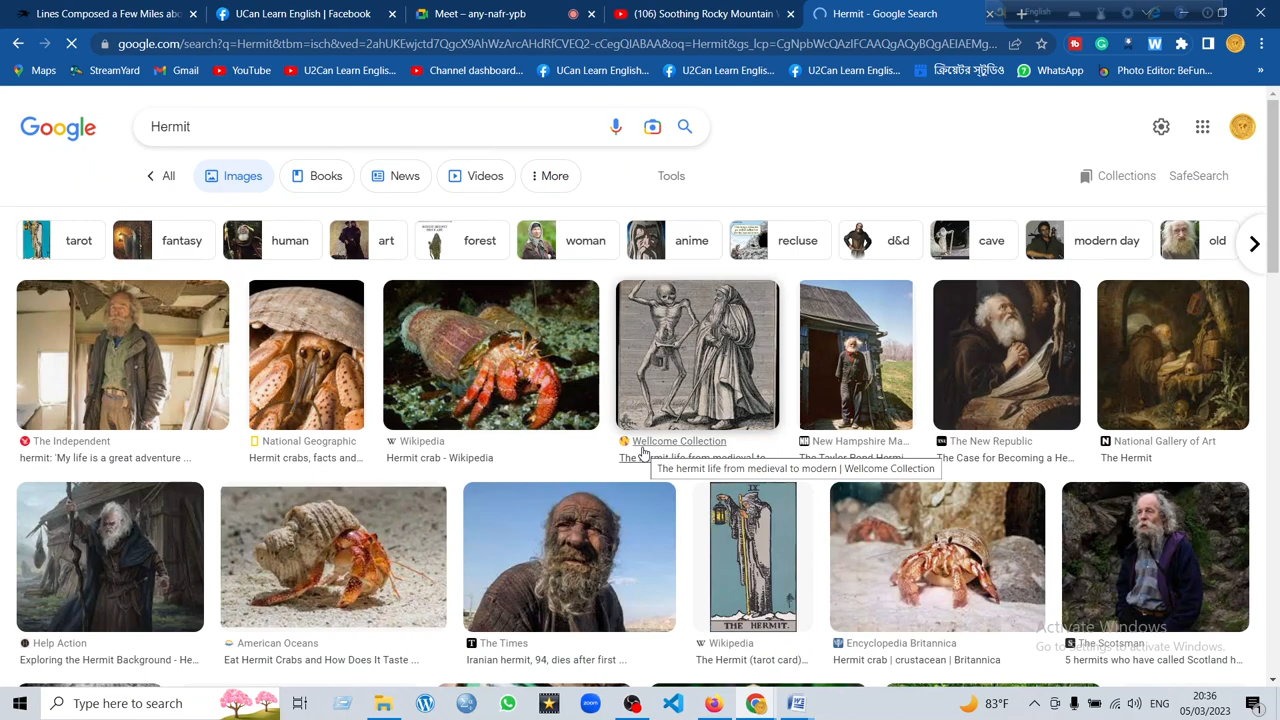 Lines Composed a Few Miles abo
UCan Learn English | Facebook
Meet – any-nafr-ypb
(106) Soothing Rocky Mountain
Hermit - Google Search
English
google.com/search?q=Hermit&tbm=isch&ved=2ahUKEwjctd7QgcX9AhWzArcAHdRfCVEQ2-cCegQIABAA&oq=Hermit&gs_lcp=CgNpbWcQAzIFCAAQgAQyBQgAEIAEMg...
Maps
StreamYard
Gmail
YouTube
U2Can Learn Englis...
Channel dashboard...
UCan Learn English...
U2Can Learn Englis...
U2Can Learn Englis...
ক্রিয়েটর স্টুডিও
WhatsApp
Photo Editor: BeFun...
»
Google
Hermit
All
Images
Books
News
Videos
More
Tools
Collections
SafeSearch
tarot
fantasy
human
art
forest
woman
anime
recluse
d&d
cave
modern day
old
The Independent
hermit: 'My life is a great adventure ...
National Geographic
Hermit crabs, facts and...
Wikipedia
Hermit crab - Wikipedia
Wellcome Collection
The hermit life from medieval to
The hermit life from medieval to modern | Wellcome Collection
New Hampshire Ma...
The Taylor Pond Hermi...
The New Republic
The Case for Becoming a He...
National Gallery of Art
The Hermit
Help Action
Exploring the Hermit Background - He...
American Oceans
Eat Hermit Crabs and How Does It Taste ...
The Times
Iranian hermit, 94, dies after first ...
IX
THE HERMIT.
Wikipedia
The Hermit (tarot card)...
Encyclopedia Britannica
Hermit crab | crustacean | Britannica
The Scotsman
5 hermits who have called Scotland h...
Activate Windows
Go to Settings to activate Windows.
Type here to search
83°F
ENG
20:36
05/03/2023
1